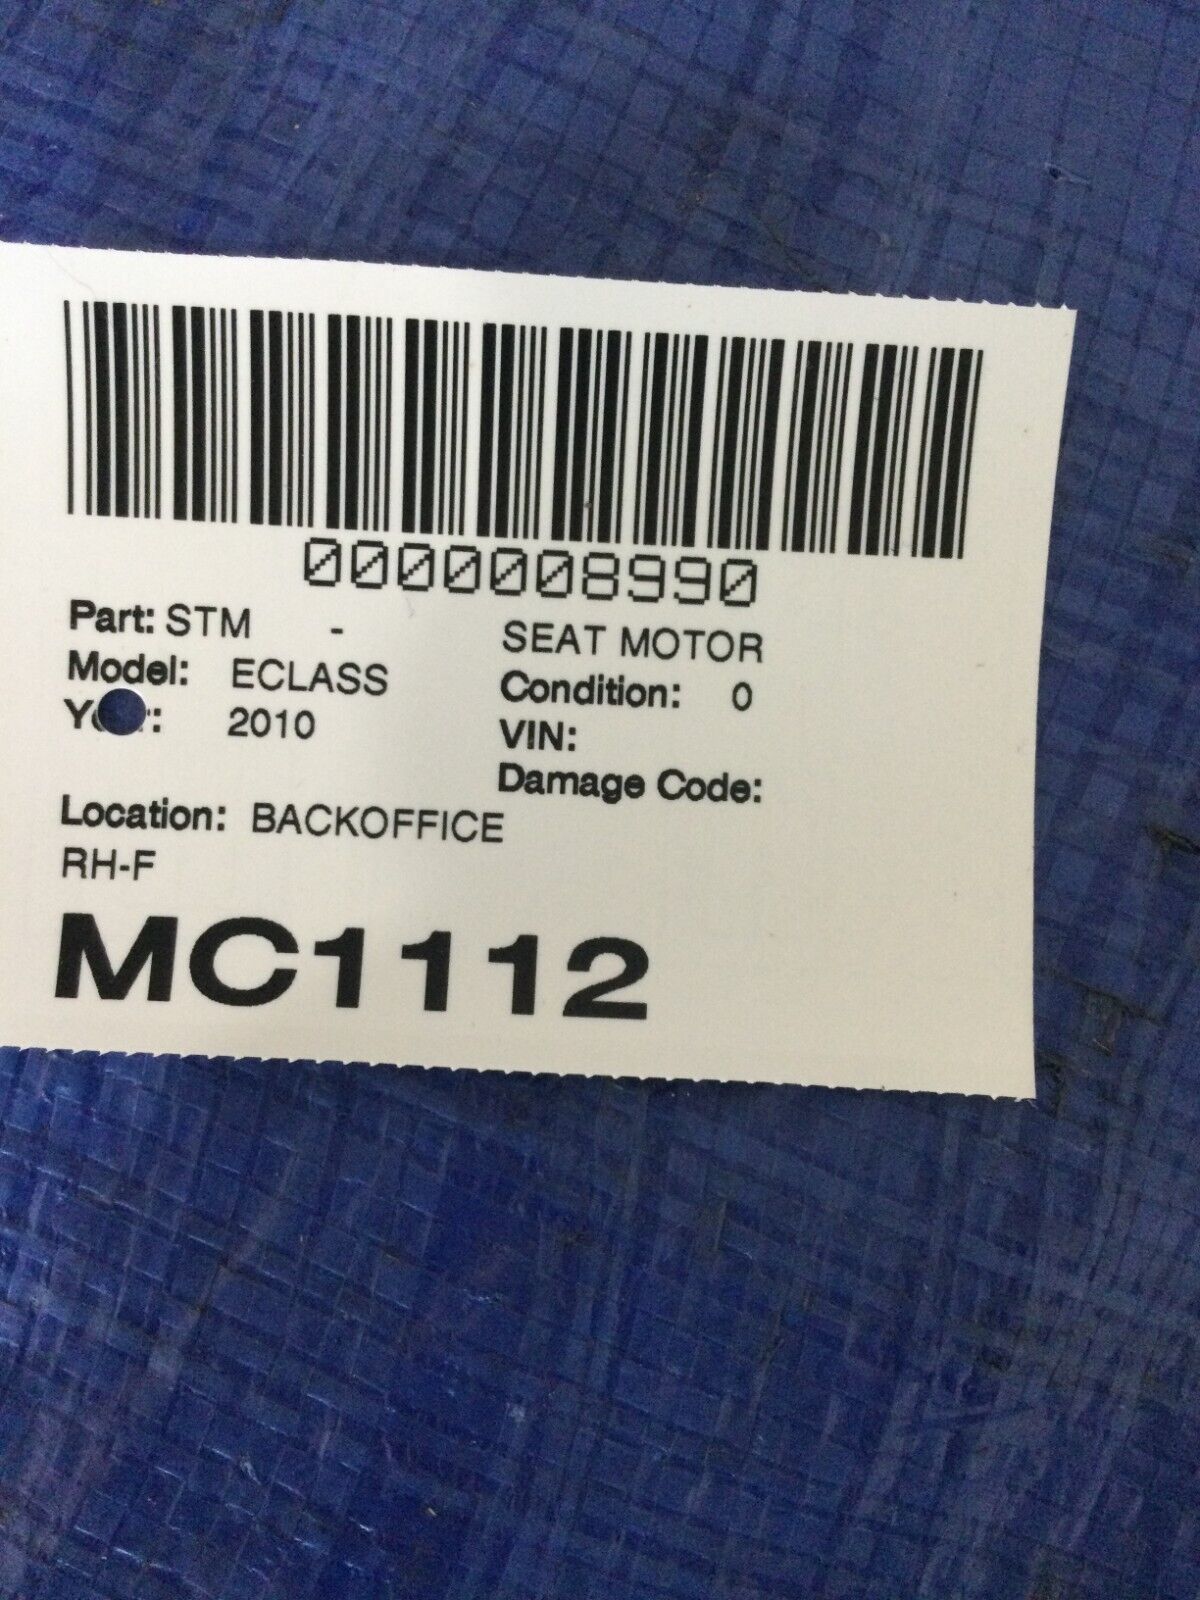 0000008990
Part: STM - SEAT MOTOR
Model: ECLASS Condition: 0
2010 VIN:
Damage Code:
Location: BACKOFFICE
RH-F
MC1112